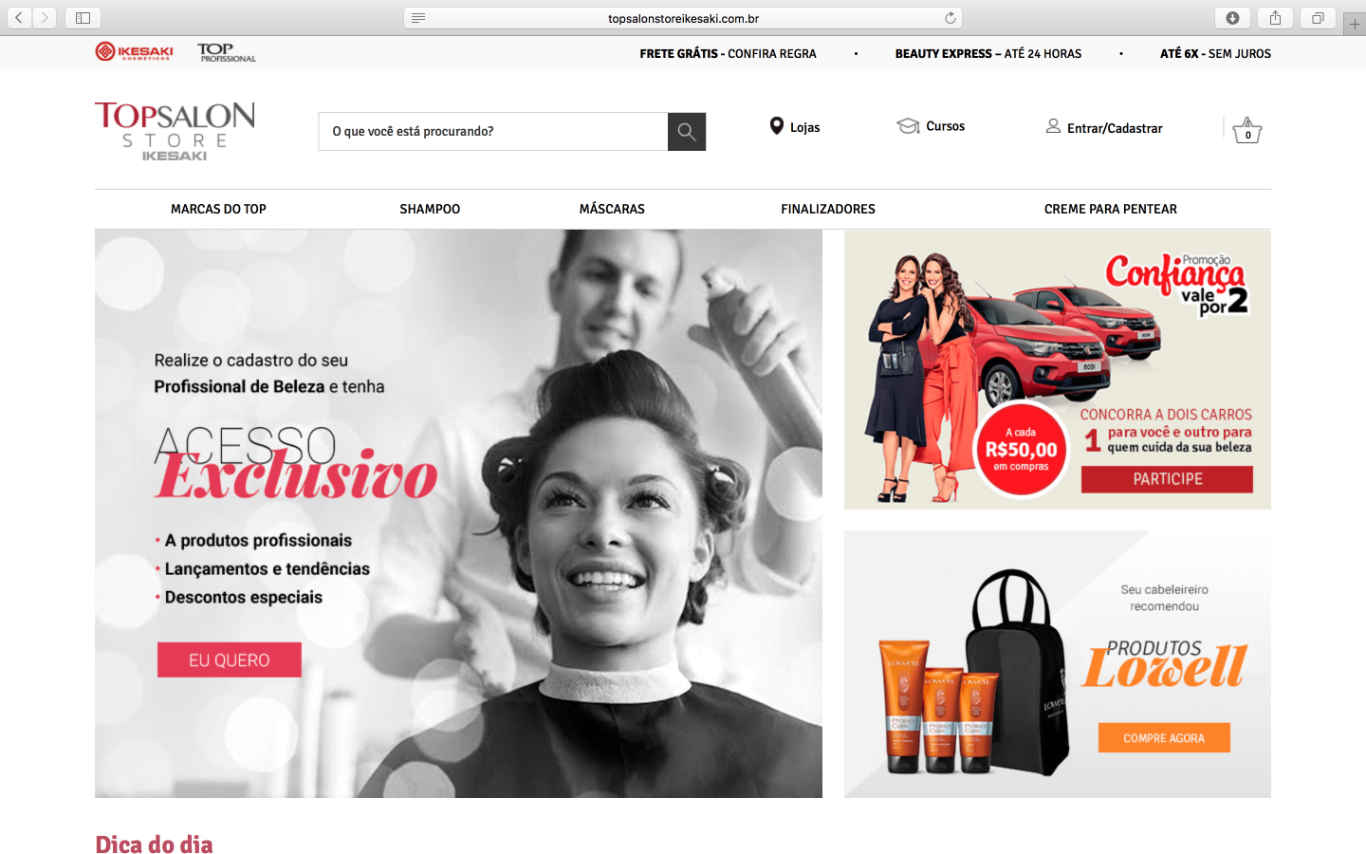 topsalonstoreikesaki.com.br
IKESAKI
COSMÉTICOS
TOP
PROFISSIONAL
FRETE GRÁTIS - CONFIRA REGRA • BEAUTY EXPRESS – ATÉ 24 HORAS • ATÉ 6X - SEM JUROS
TOPSALON
STORE
IKESAKI
O que você está procurando?
Lojas
Cursos
Entrar/Cadastrar
0
MARCAS DO TOP SHAMPOO MÁSCARAS FINALIZADORES CREME PARA PENTEAR
Realize o cadastro do seu
Profissional de Beleza e tenha
ACESSO
Exclusivo
• A produtos profissionais
• Lançamentos e tendências
• Descontos especiais
EU QUERO
Promoção
Confiança
vale
por 2
A cada
R$50,00
em compras
CONCORRA A DOIS CARROS
1 para você e outro para
quem cuida da sua beleza
PARTICIPE
Seu cabeleireiro
recomendou
PRODUTOS
Lowell
COMPRE AGORA
LOWELL
Dica do dia